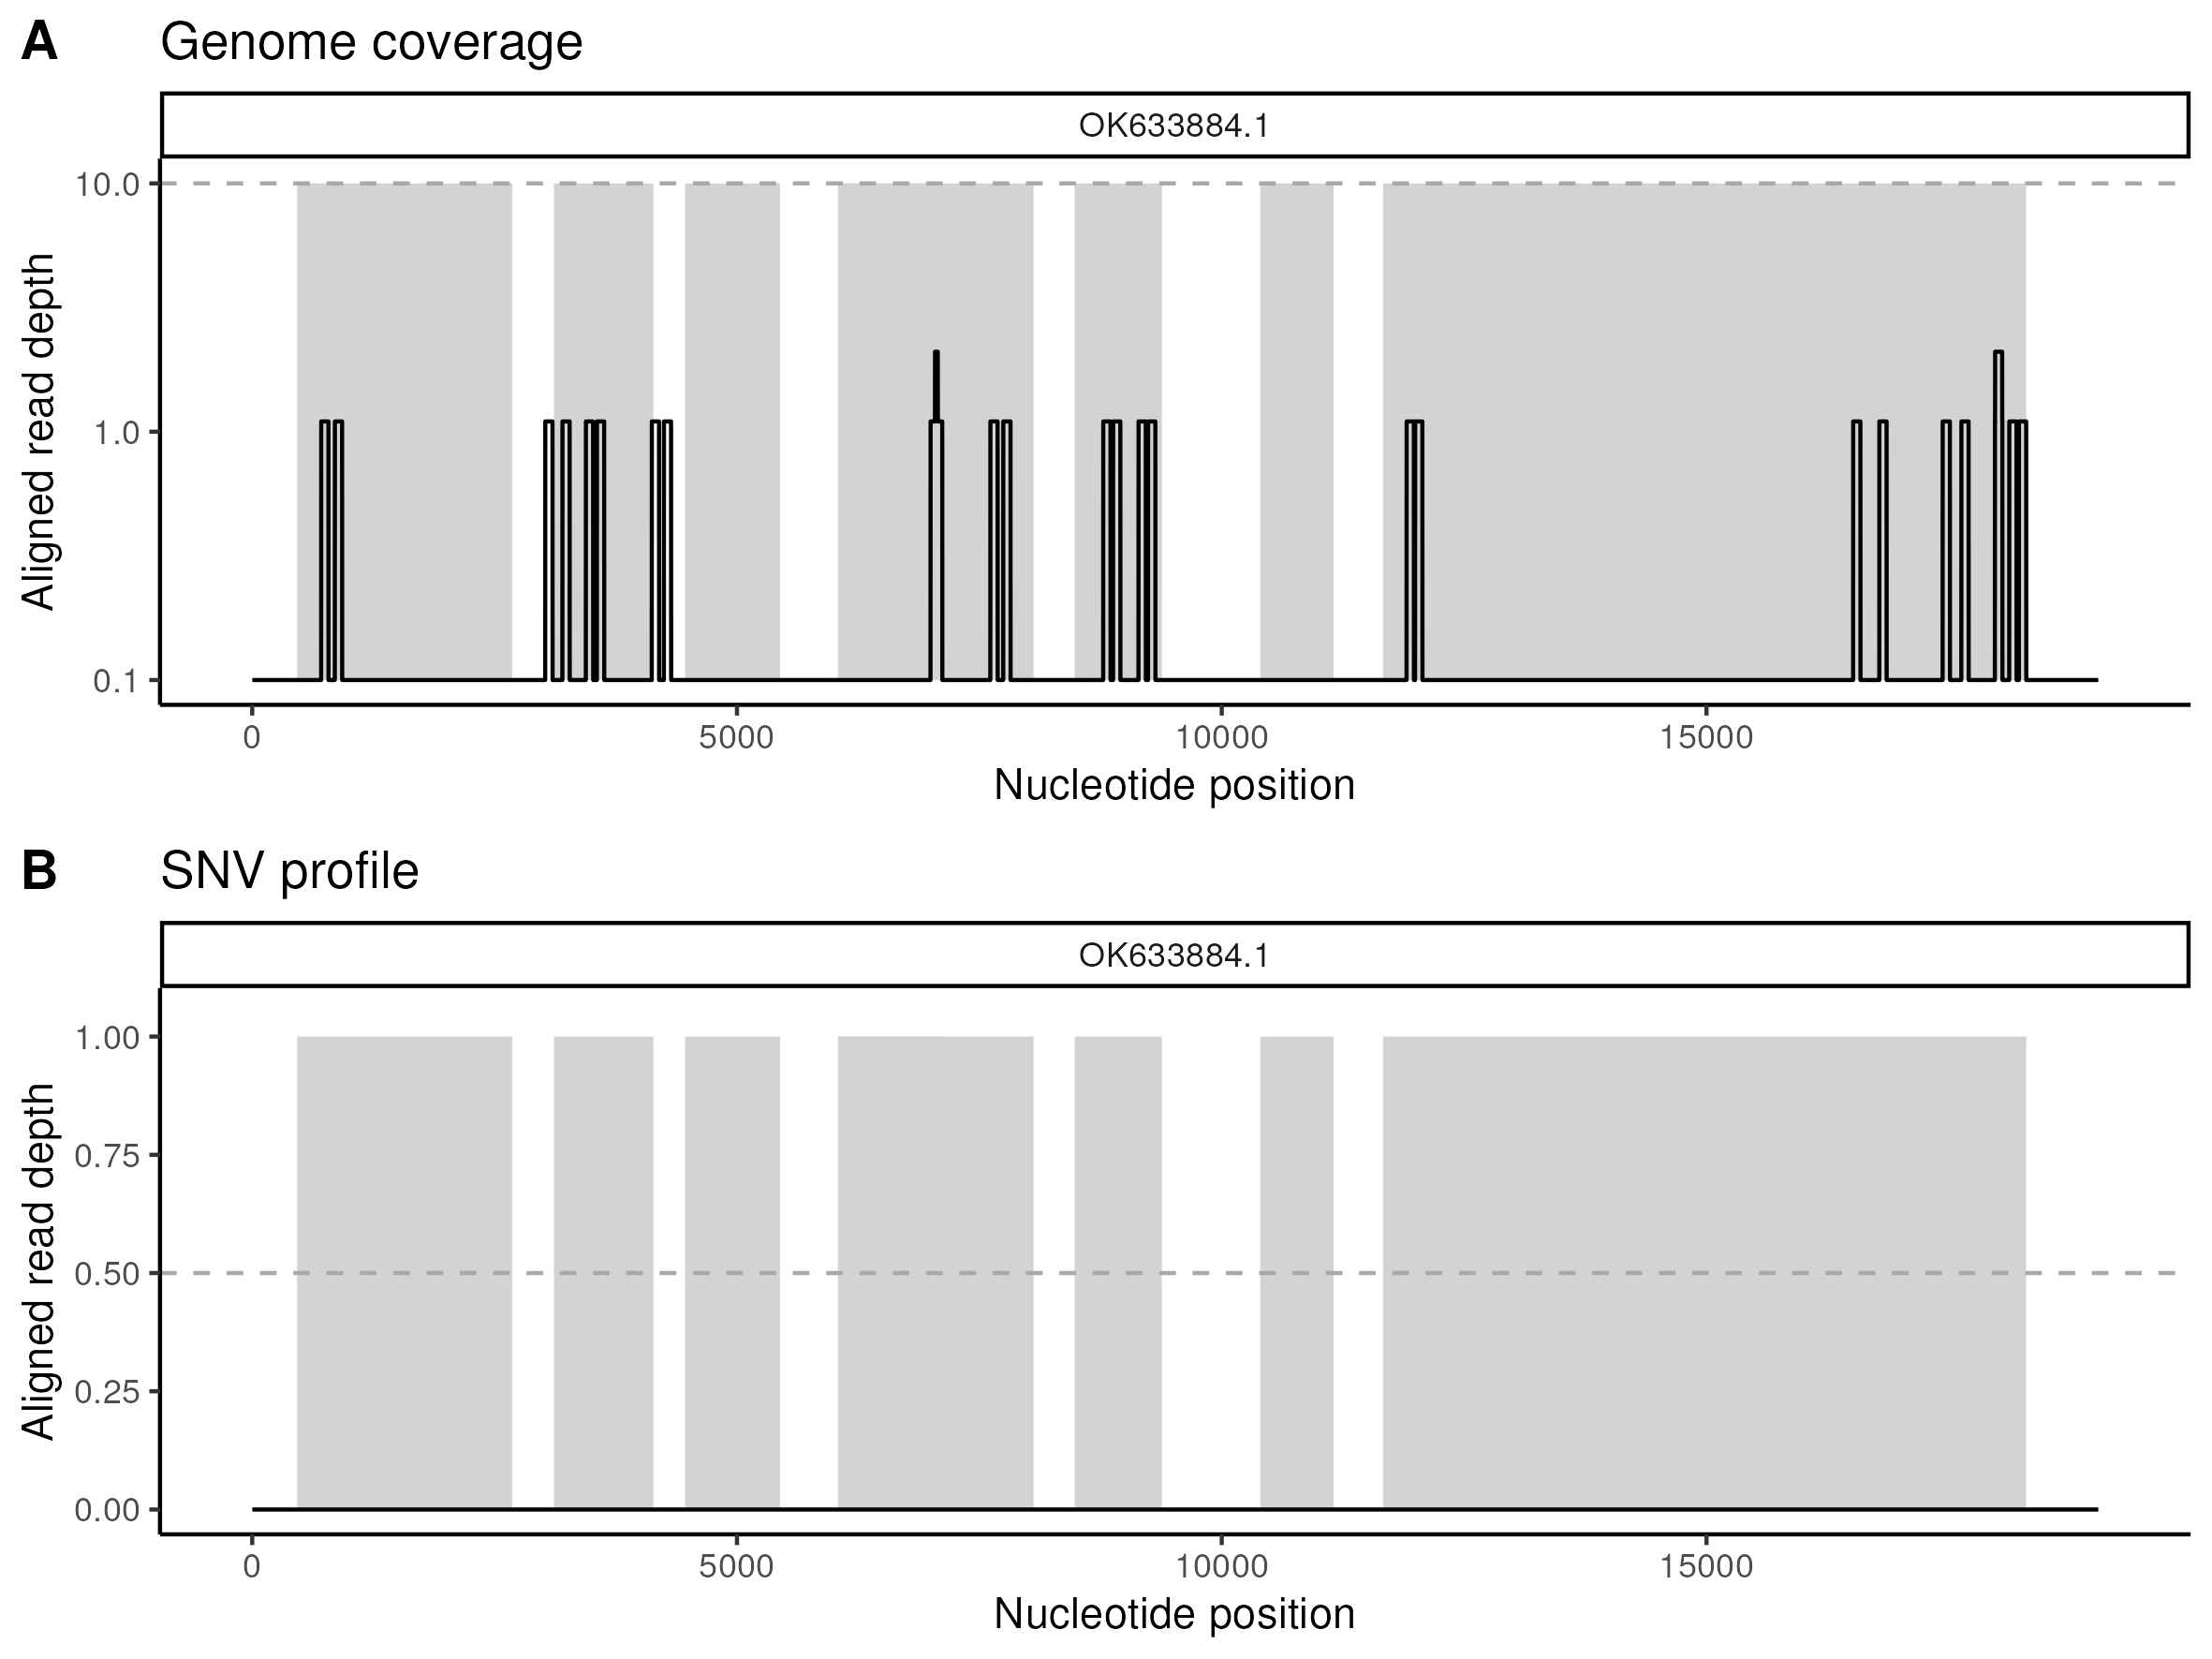 A Genome coverage
OK633884.1
Aligned read depth
10.0
1.0
0.1
0 5000 10000 15000
Nucleotide position
B SNV profile
OK633884.1
Aligned read depth
1.00
0.75
0.50
0.25
0.00
0 5000 10000 15000
Nucleotide position